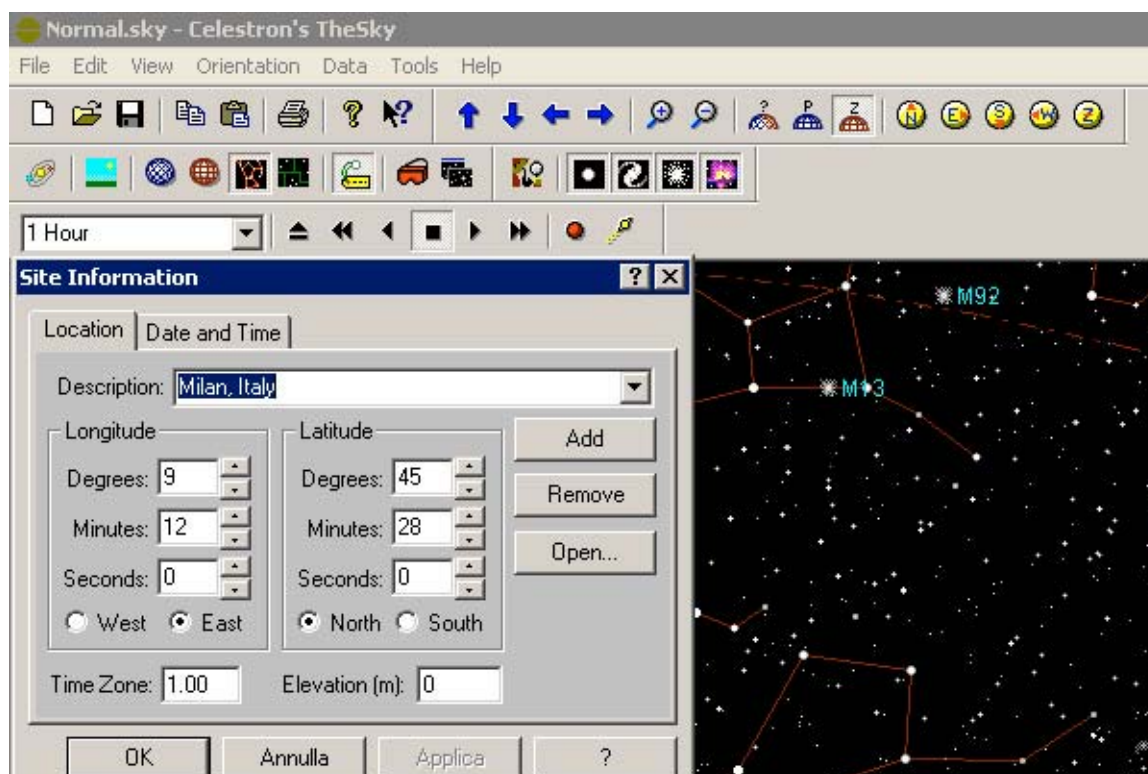 Normal.sky - Celestron's TheSky
File Edit View Orientation Data Tools Help
? P Z N E S W Z
1 Hour
Site Information
Location Date and Time
Description: Milan, Italy
Longitude Latitude
Degrees: 9 Degrees: 45 Add
Minutes: 12 Minutes: 28 Remove
Seconds: 0 Seconds: 0 Open...
West East North South
Time Zone: 1.00 Elevation (m): 0
OK Annulla Applica ?
M92
M13